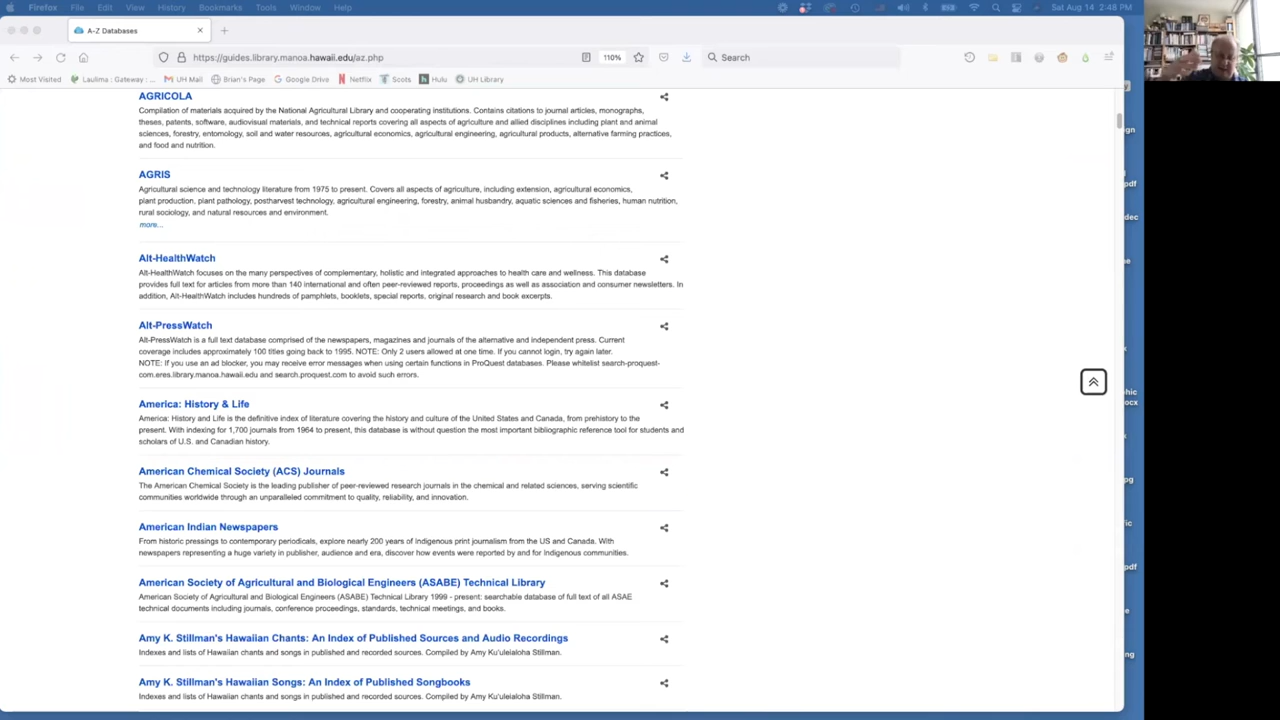 Firefox File Edit View History Bookmarks Tools Window Help Sat Aug 14 2:48 PM
A-Z Databases
https://guides.library.manoa.hawaii.edu/az.php 110% Search
Most Visited Laulima : Gateway : ... UH Mail Brian's Page Google Drive Netflix Scots Hulu UH Library
AGRICOLA
Compilation of materials acquired by the National Agricultural Library and cooperating institutions. Contains citations to journal articles, monographs,
theses, patents, software, audiovisual materials, and technical reports covering all aspects of agriculture and allied disciplines including plant and animal
sciences, forestry, entomology, soil and water resources, agricultural economics, agricultural engineering, agricultural products, alternative farming practices,
and food and nutrition.
AGRIS
Agricultural science and technology literature from 1975 to present. Covers all aspects of agriculture, including extension, agricultural economics,
plant production, plant pathology, postharvest technology, agricultural engineering, forestry, animal husbandry, aquatic sciences and fisheries, human nutrition,
rural sociology, and natural resources and environment.
more...
Alt-HealthWatch
Alt-HealthWatch focuses on the many perspectives of complementary, holistic and integrated approaches to health care and wellness. This database
provides full text for articles from more than 140 international and often peer-reviewed reports, proceedings as well as association and consumer newsletters. In
addition, Alt-HealthWatch includes hundreds of pamphlets, booklets, special reports, original research and book excerpts.
Alt-PressWatch
Alt-PressWatch is a full text database comprised of the newspapers, magazines and journals of the alternative and independent press. Current
coverage includes approximately 100 titles going back to 1995. NOTE: Only 2 users allowed at one time. If you cannot login, try again later.
NOTE: If you use an ad blocker, you may receive error messages when using certain functions in ProQuest databases. Please whitelist search-proquest-
com.eres.library.manoa.hawaii.edu and search.proquest.com to avoid such errors.
America: History & Life
America: History and Life is the definitive index of literature covering the history and culture of the United States and Canada, from prehistory to the
present. With indexing for 1,700 journals from 1964 to present, this database is without question the most important bibliographic reference tool for students and
scholars of U.S. and Canadian history.
American Chemical Society (ACS) Journals
The American Chemical Society is the leading publisher of peer-reviewed research journals in the chemical and related sciences, serving scientific
communities worldwide through an unparalleled commitment to quality, reliability, and innovation.
American Indian Newspapers
From historic pressings to contemporary periodicals, explore nearly 200 years of Indigenous print journalism from the US and Canada. With
newspapers representing a huge variety in publisher, audience and era, discover how events were reported by and for Indigenous communities.
American Society of Agricultural and Biological Engineers (ASABE) Technical Library
American Society of Agricultural and Biological Engineers (ASABE) Technical Library 1999 - present: searchable database of full text of all ASAE
technical documents including journals, conference proceedings, standards, technical meetings, and books.
Amy K. Stillman's Hawaiian Chants: An Index of Published Sources and Audio Recordings
Indexes and lists of Hawaiian chants and songs in published and recorded sources. Compiled by Amy Ku'uleialoha Stillman.
Amy K. Stillman's Hawaiian Songs: An Index of Published Songbooks
Indexes and lists of Hawaiian chants and songs in published and recorded sources. Compiled by Amy Ku'uleialoha Stillman.